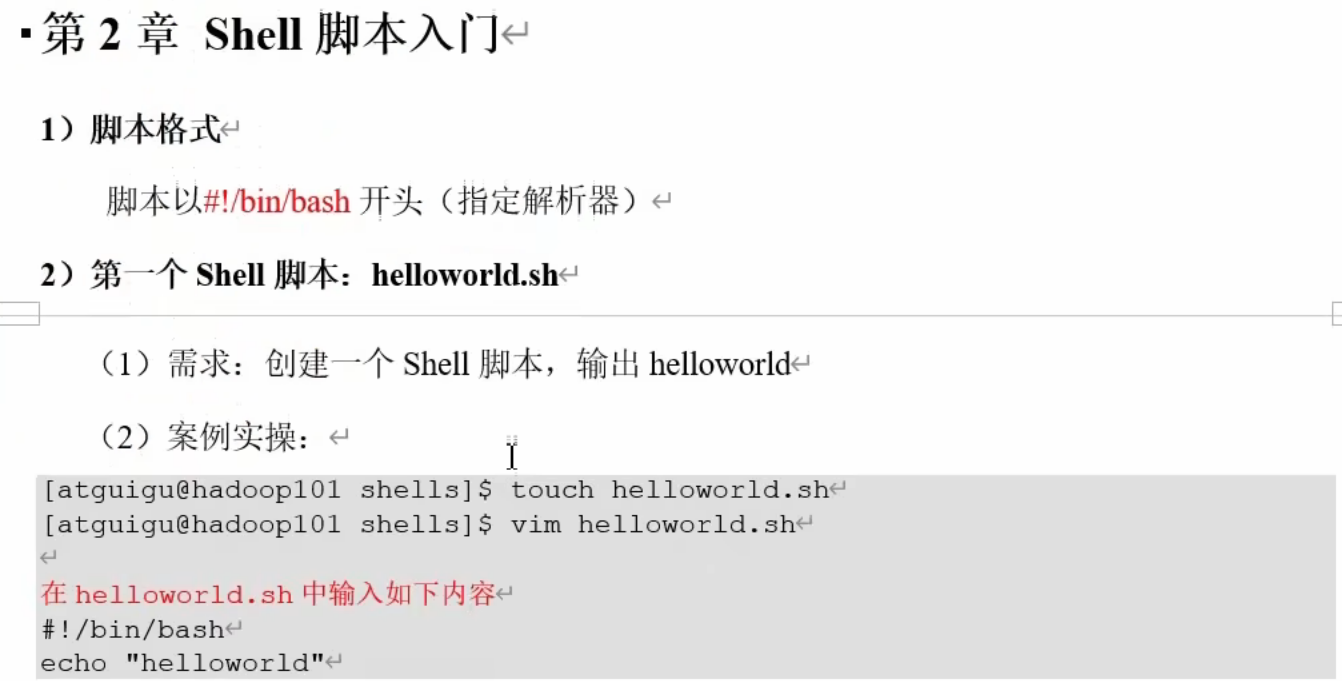 第 2 章 Shell 脚本入门
1）脚本格式
脚本以#!/bin/bash 开头（指定解析器）
2）第一个 Shell 脚本：helloworld.sh
（1）需求：创建一个 Shell 脚本，输出 helloworld
（2）案例实操：
[atguigu@hadoop101 shells]$ touch helloworld.sh
[atguigu@hadoop101 shells]$ vim helloworld.sh
在 helloworld.sh 中输入如下内容
#!/bin/bash
echo "helloworld"